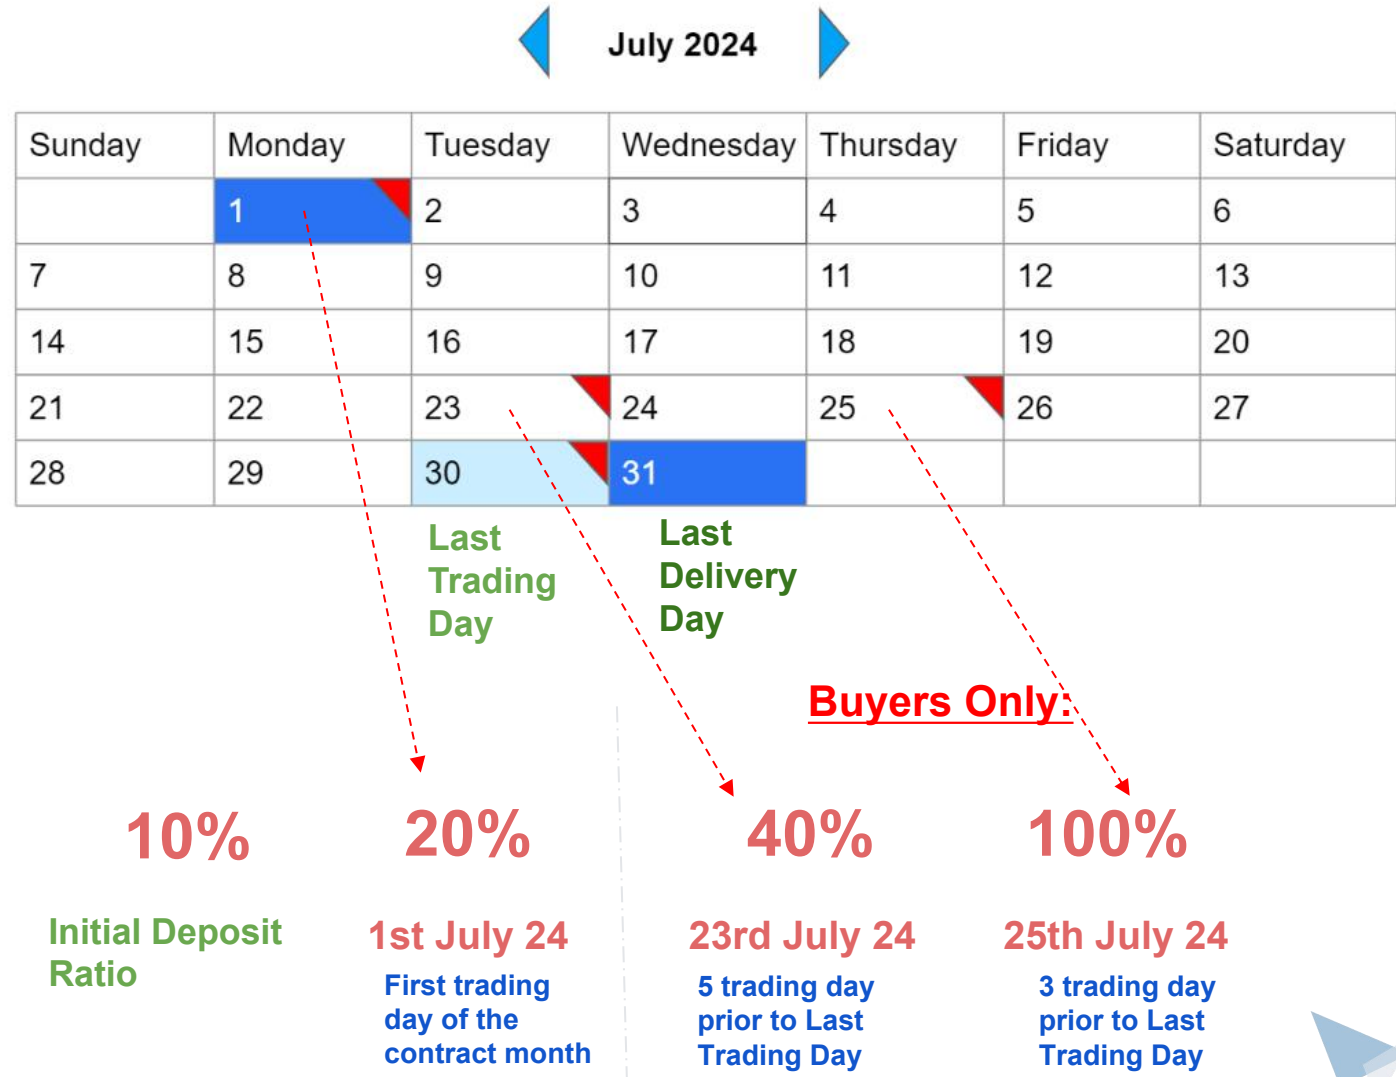 July 2024
Sunday Monday Tuesday Wednesday Thursday Friday Saturday
1 2 3 4 5 6
7 8 9 10 11 12 13
14 15 16 17 18 19 20
21 22 23 24 25 26 27
28 29 30 31
Last
Trading
Day
Last
Delivery
Day
Buyers Only:
10%
Initial Deposit
Ratio
20%
1st July 24
First trading
day of the
contract month
40%
23rd July 24
5 trading day
prior to Last
Trading Day
100%
25th July 24
3 trading day
prior to Last
Trading Day